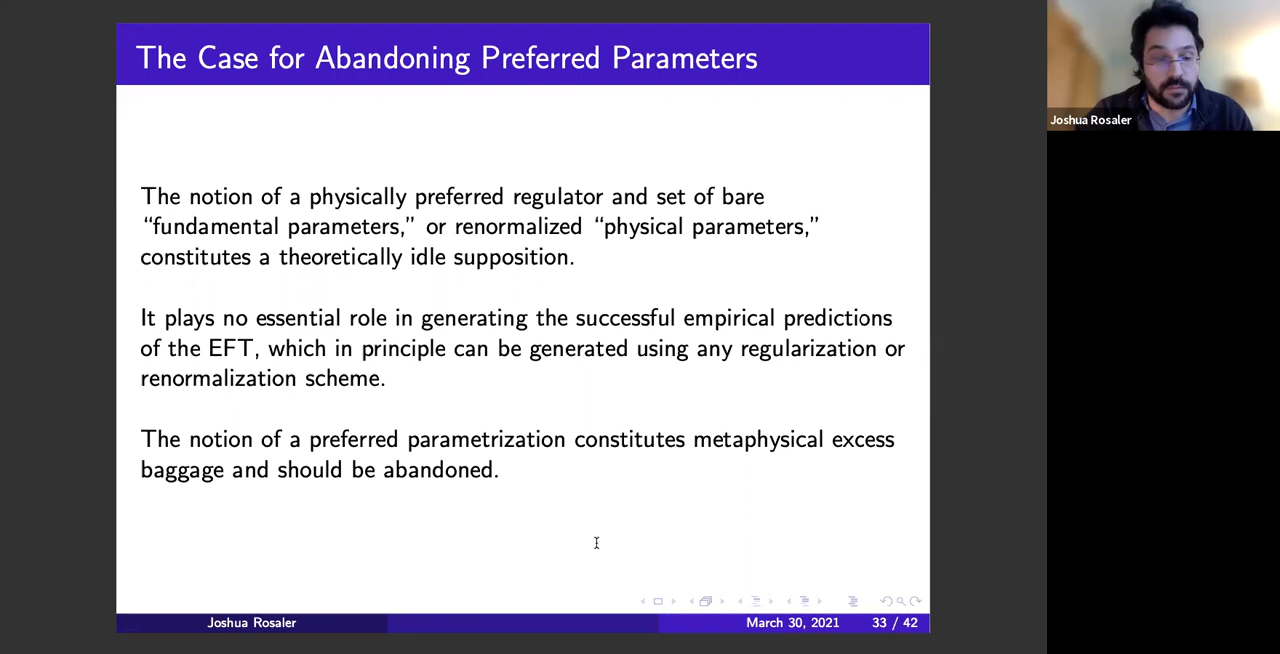 The Case for Abandoning Preferred Parameters
The notion of a physically preferred regulator and set of bare
“fundamental parameters,” or renormalized “physical parameters,”
constitutes a theoretically idle supposition.
It plays no essential role in generating the successful empirical predictions
of the EFT, which in principle can be generated using any regularization or
renormalization scheme.
The notion of a preferred parametrization constitutes metaphysical excess
baggage and should be abandoned.
Joshua Rosaler
March 30, 2021
33 / 42
Joshua Rosaler